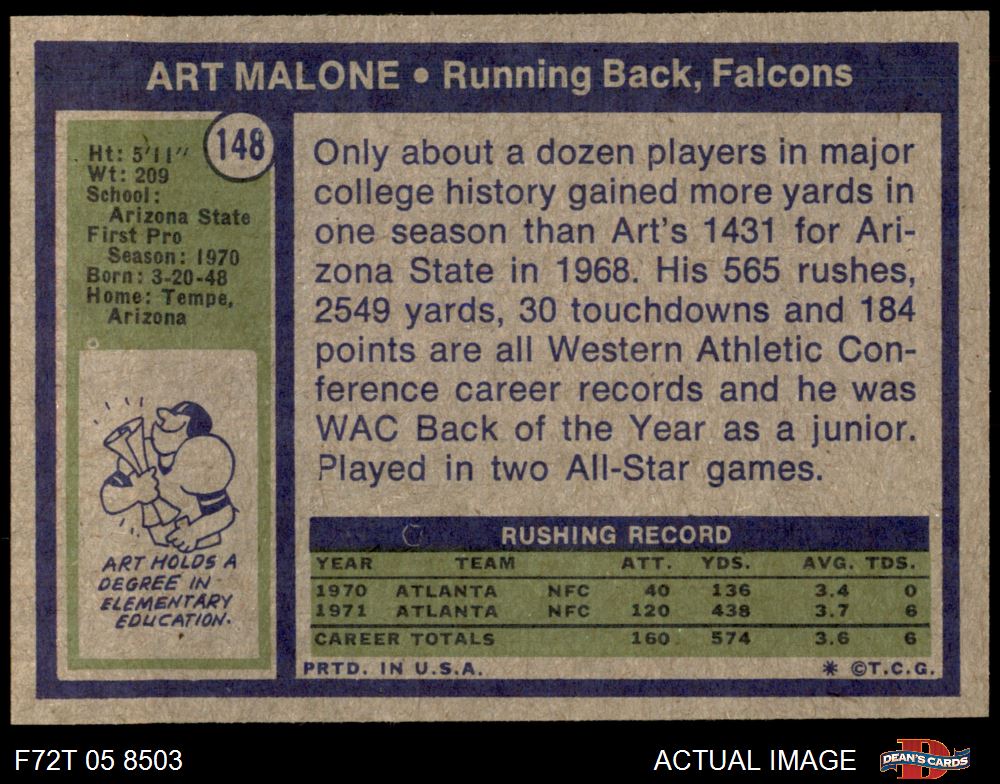 ART MALONE • Running Back, Falcons
148
Ht: 5'11"
Wt: 209
School:
Arizona State
First Pro
Season: 1970
Born: 3-20-48
Home: Tempe,
Arizona
ART HOLDS A
DEGREE IN
ELEMENTARY
EDUCATION.
Only about a dozen players in major
college history gained more yards in
one season than Art's 1431 for Ari-
zona State in 1968. His 565 rushes,
2549 yards, 30 touchdowns and 184
points are all Western Athletic Con-
ference career records and he was
WAC Back of the Year as a junior.
Played in two All-Star games.
RUSHING RECORD
YEAR TEAM ATT. YDS. AVG. TDS.
1970 ATLANTA NFC 40 136 3.4 0
1971 ATLANTA NFC 120 438 3.7 6
CAREER TOTALS 160 574 3.6 6
PRTD. IN U.S.A. * ©T.C.G.
F72T 05 8503 ACTUAL IMAGE DEAN'S CARDS